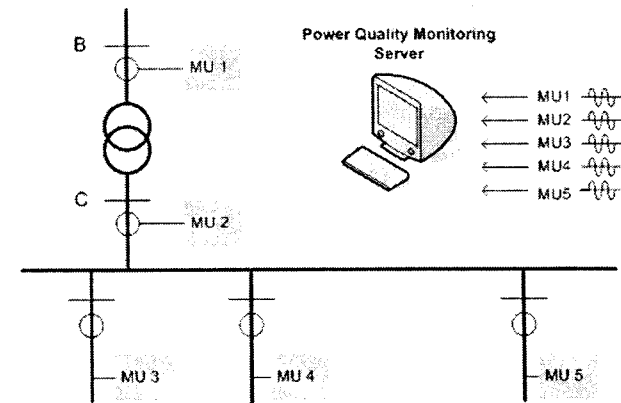 B
MU 1
C
MU 2
Power Quality Monitoring
Server
MU1
MU2
MU3
MU4
MU5
MU 3
MU 4
MU 5